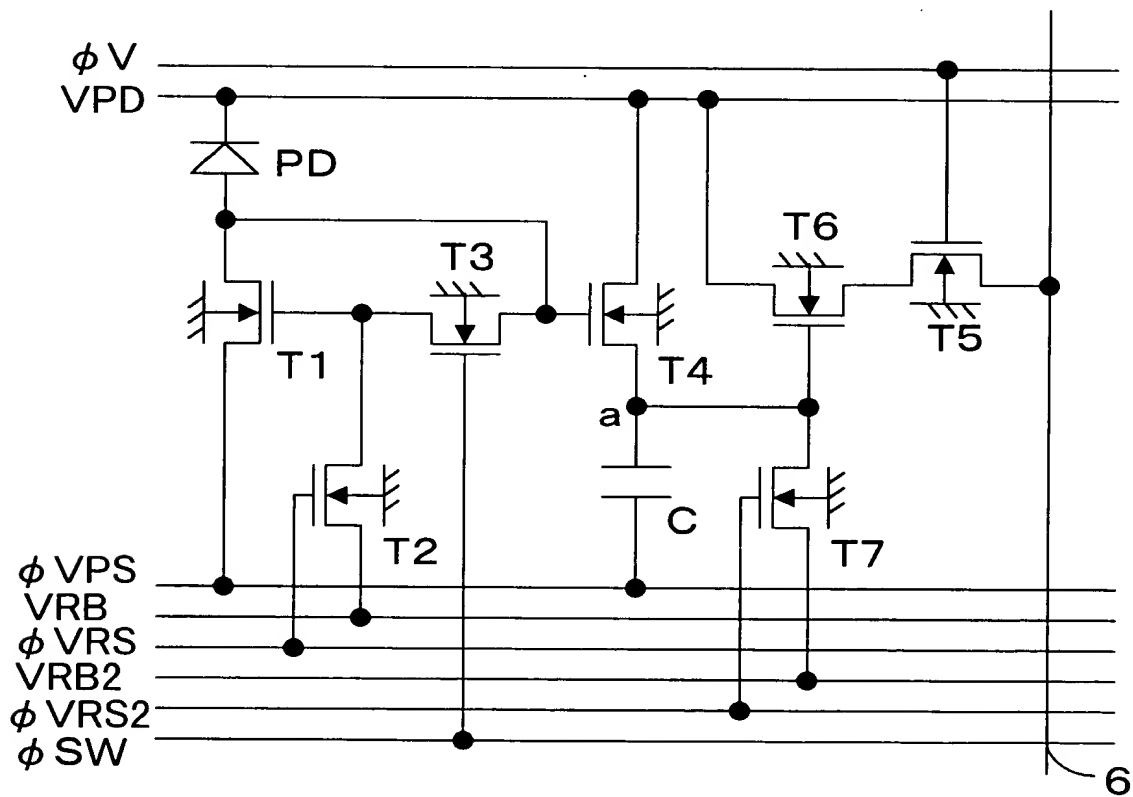 φV
VPD
PD
T3
T6
T1
T4
T5
a
C
T2
T7
φVPS
VRB
φVRS
VRB2
φVRS2
φSW
6